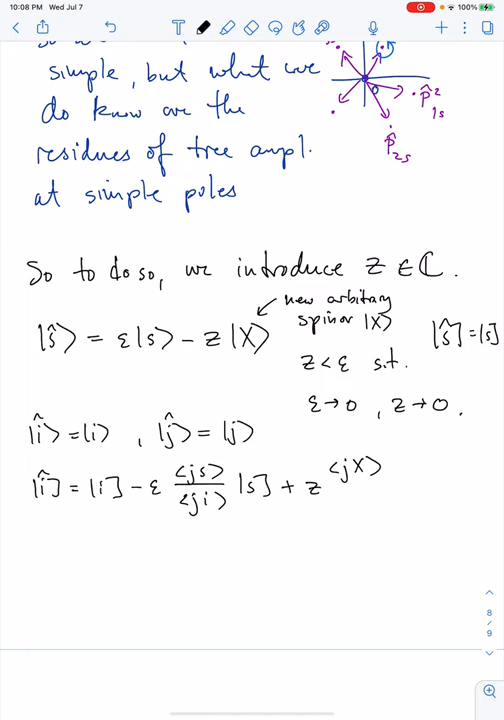 10:08 PM Mon Jul 7
100%
simple, but what we
do know are the
residues of tree ampl.
at simple poles
p̂²₁ₛ
p̂₂ₛ
So to do so, we introduce z ∈ ℂ.
new arbitrary
spinor |X⟩
|ŝ⟩ = ε|s⟩ − z|X⟩
|ŝ] = |s]
z < ε s.t.
ε → 0 , z → 0 .
|î⟩ = |i⟩ , |ĵ⟩ = |j⟩
|î] = |i] − ε <js>/<ji> |s] + z <jX>
8
/
9